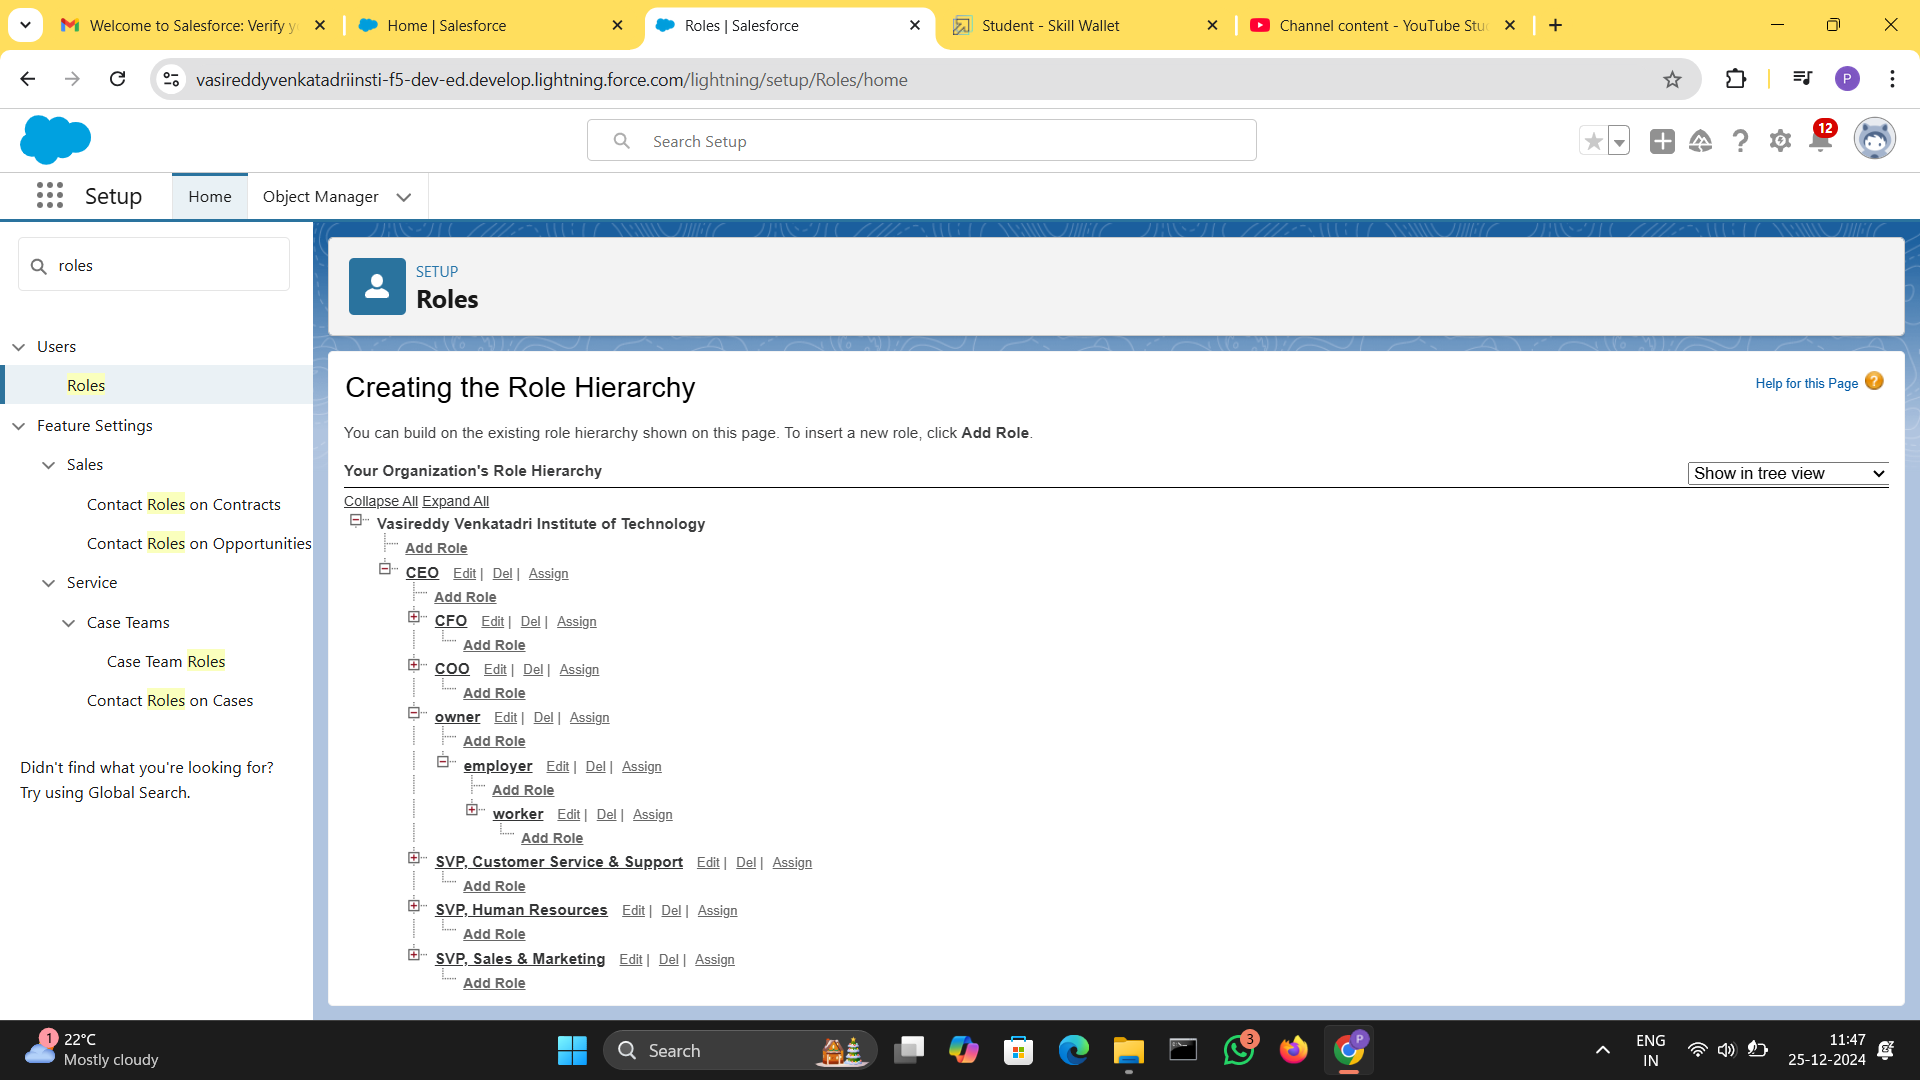 Welcome to Salesforce: Verify y
Home | Salesforce
Roles | Salesforce
Student - Skill Wallet
Channel content - YouTube Stu
vasireddyvenkatadriinsti-f5-dev-ed.develop.lightning.force.com/lightning/setup/Roles/home
P
Search Setup
12
Setup
Home
Object Manager
roles
Users
Roles
Feature Settings
Sales
Contact Roles on Contracts
Contact Roles on Opportunities
Service
Case Teams
Case Team Roles
Contact Roles on Cases
Didn't find what you're looking for?
Try using Global Search.
SETUP
Roles
Creating the Role Hierarchy
Help for this Page ?
You can build on the existing role hierarchy shown on this page. To insert a new role, click Add Role.
Your Organization's Role Hierarchy
Show in tree view
Collapse All Expand All
Vasireddy Venkatadri Institute of Technology
Add Role
CEO Edit | Del | Assign
Add Role
CFO Edit | Del | Assign
Add Role
COO Edit | Del | Assign
Add Role
owner Edit | Del | Assign
Add Role
employer Edit | Del | Assign
Add Role
worker Edit | Del | Assign
Add Role
SVP, Customer Service & Support Edit | Del | Assign
Add Role
SVP, Human Resources Edit | Del | Assign
Add Role
SVP, Sales & Marketing Edit | Del | Assign
Add Role
1
22°C
Mostly cloudy
Search
3
P
ENG
IN
11:47
25-12-2024